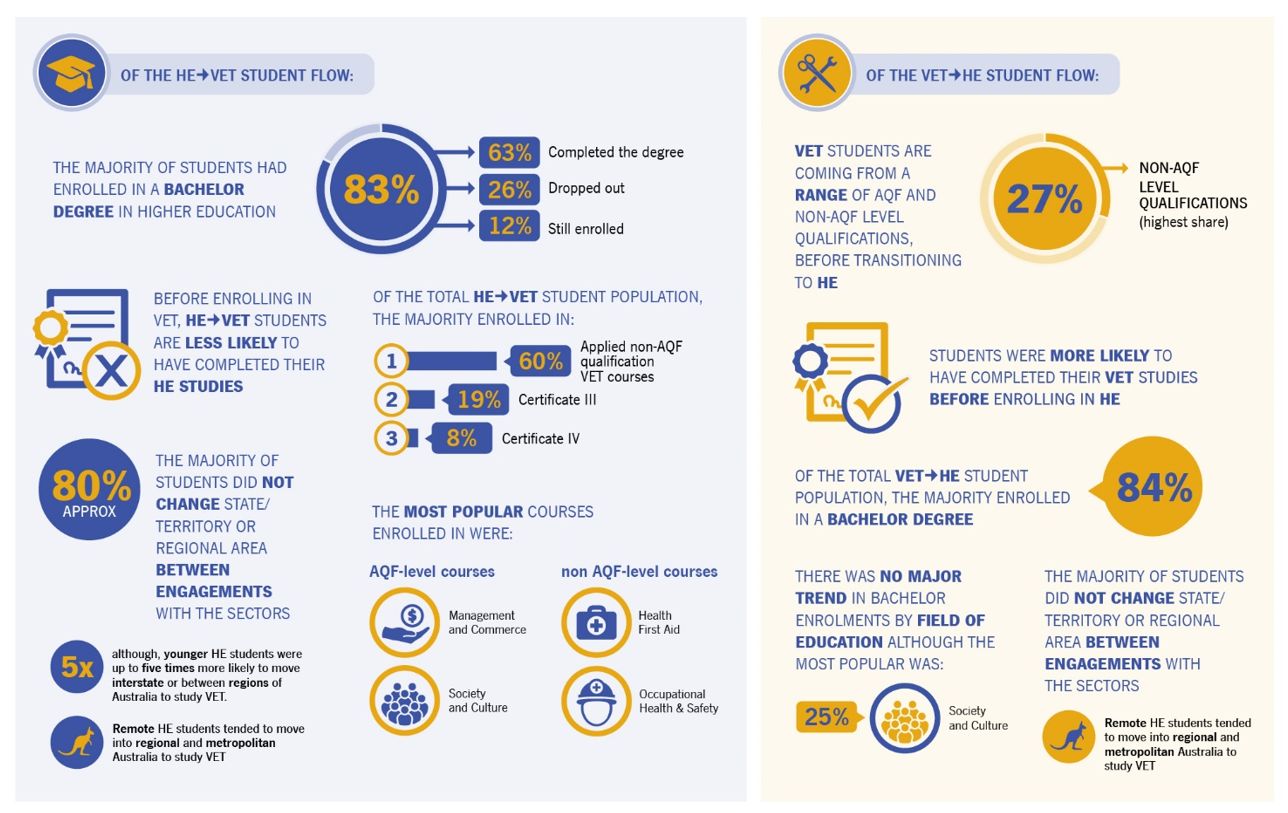 OF THE HE→VET STUDENT FLOW:
THE MAJORITY OF STUDENTS HAD
ENROLLED IN A BACHELOR
DEGREE IN HIGHER EDUCATION
83%
63% Completed the degree
26% Dropped out
12% Still enrolled
BEFORE ENROLLING IN
VET, HE→VET STUDENTS
ARE LESS LIKELY TO
HAVE COMPLETED THEIR
HE STUDIES
X
OF THE TOTAL HE→VET STUDENT POPULATION,
THE MAJORITY ENROLLED IN:
1 60% Applied non-AQF
qualification
VET courses
2 19% Certificate III
3 8% Certificate IV
80%
APPROX
THE MAJORITY OF
STUDENTS DID NOT
CHANGE STATE/
TERRITORY OR
REGIONAL AREA
BETWEEN
ENGAGEMENTS
WITH THE SECTORS
5x
although, younger HE students were
up to five times more likely to move
interstate or between regions of
Australia to study VET.
Remote HE students tended to move
into regional and metropolitan
Australia to study VET
THE MOST POPULAR COURSES
ENROLLED IN WERE:
AQF-level courses
$
Management
and Commerce
Society
and Culture
non AQF-level courses
Health
First Aid
Occupational
Health & Safety
OF THE VET→HE STUDENT FLOW:
VET STUDENTS ARE
COMING FROM A
RANGE OF AQF AND
NON-AQF LEVEL
QUALIFICATIONS,
BEFORE TRANSITIONING
TO HE
27%
NON-AQF
LEVEL
QUALIFICATIONS
(highest share)
STUDENTS WERE MORE LIKELY TO
HAVE COMPLETED THEIR VET STUDIES
BEFORE ENROLLING IN HE
OF THE TOTAL VET→HE STUDENT
POPULATION, THE MAJORITY ENROLLED
IN A BACHELOR DEGREE
84%
THERE WAS NO MAJOR
TREND IN BACHELOR
ENROLMENTS BY FIELD OF
EDUCATION ALTHOUGH THE
MOST POPULAR WAS:
25%
Society
and Culture
THE MAJORITY OF STUDENTS
DID NOT CHANGE STATE/
TERRITORY OR REGIONAL
AREA BETWEEN
ENGAGEMENTS WITH
THE SECTORS
Remote HE students tended
to move into regional and
metropolitan Australia to
study VET